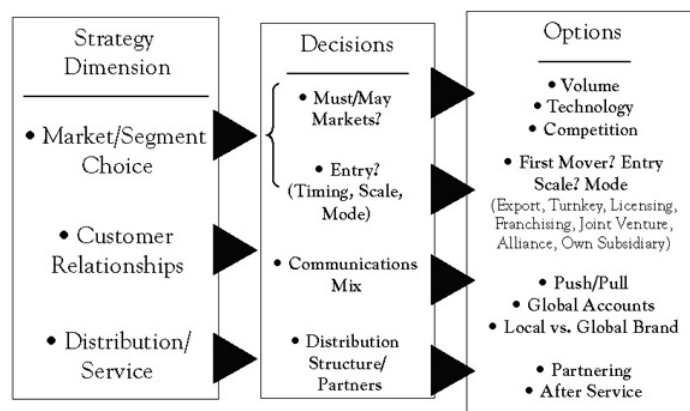 Strategy
Dimension
• Market/Segment
Choice
• Customer
Relationships
• Distribution/
Service
Decisions
• Must/May
Markets?
• Entry?
(Timing, Scale,
Mode)
• Communications
Mix
• Distribution
Structure/
Partners
Options
• Volume
• Technology
• Competition
• First Mover? Entry
Scale? Mode
(Export, Turnkey, Licensing,
Franchising, Joint Venture,
Alliance, Own Subsidiary)
• Push/Pull
• Global Accounts
• Local vs. Global Brand
• Partnering
• After Service